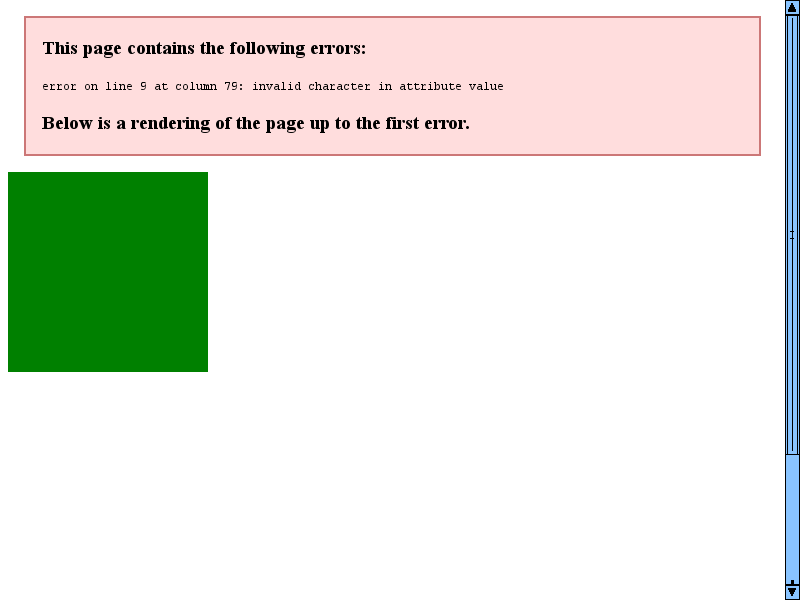 This page contains the following errors:
error on line 9 at column 79: invalid character in attribute value
Below is a rendering of the page up to the first error.